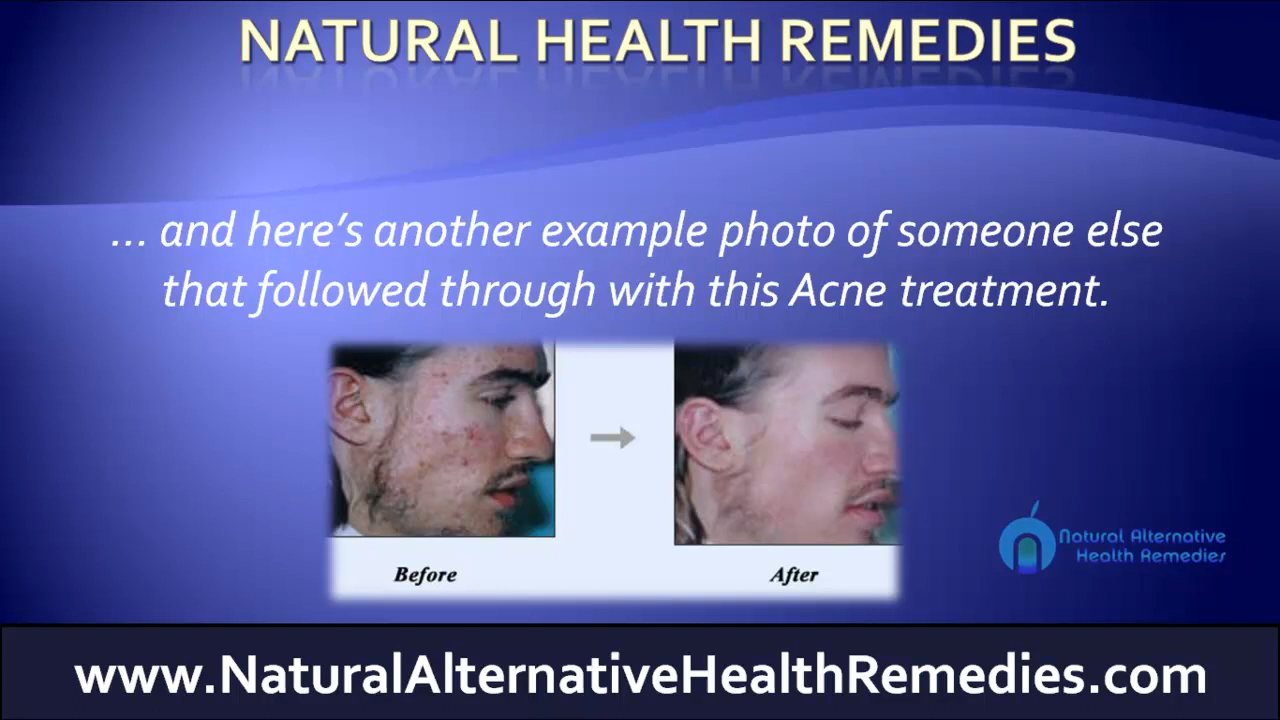 NATURAL HEALTH REMEDIES
... and here's another example photo of someone else
that followed through with this Acne treatment.
Before
After
Natural Alternative
Health Remedies
www.NaturalAlternativeHealthRemedies.com